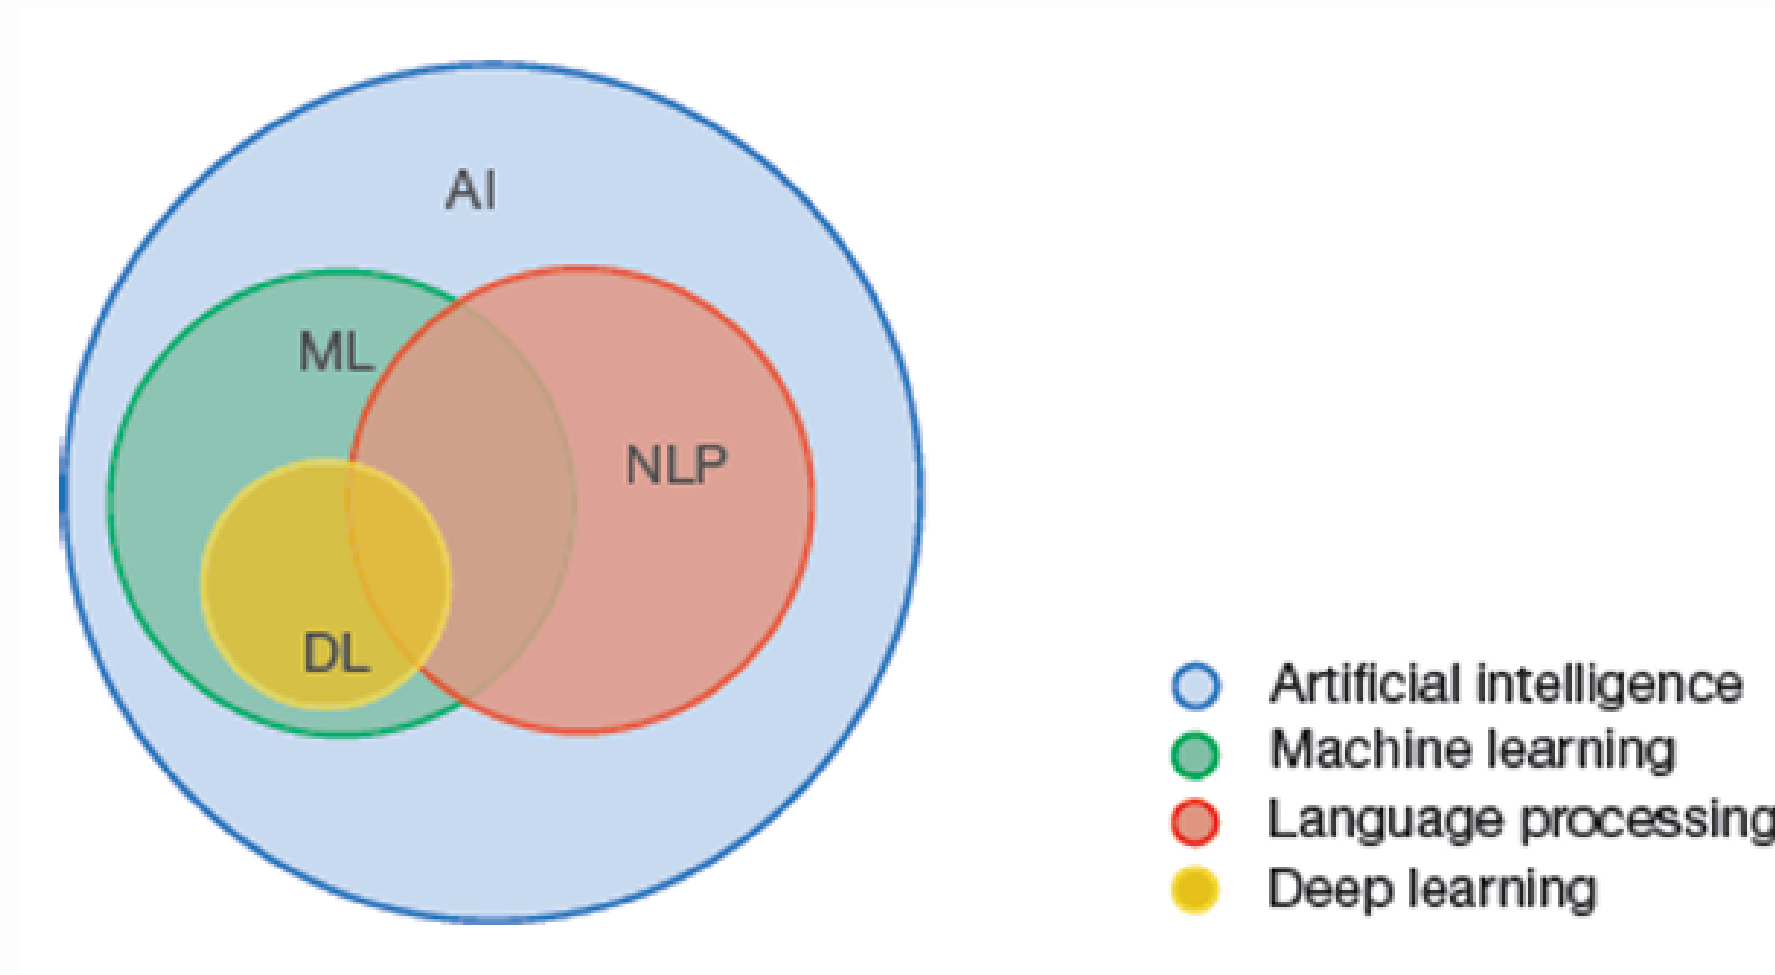 AI
ML
NLP
DL
Artificial intelligence
Machine learning
Language processing
Deep learning